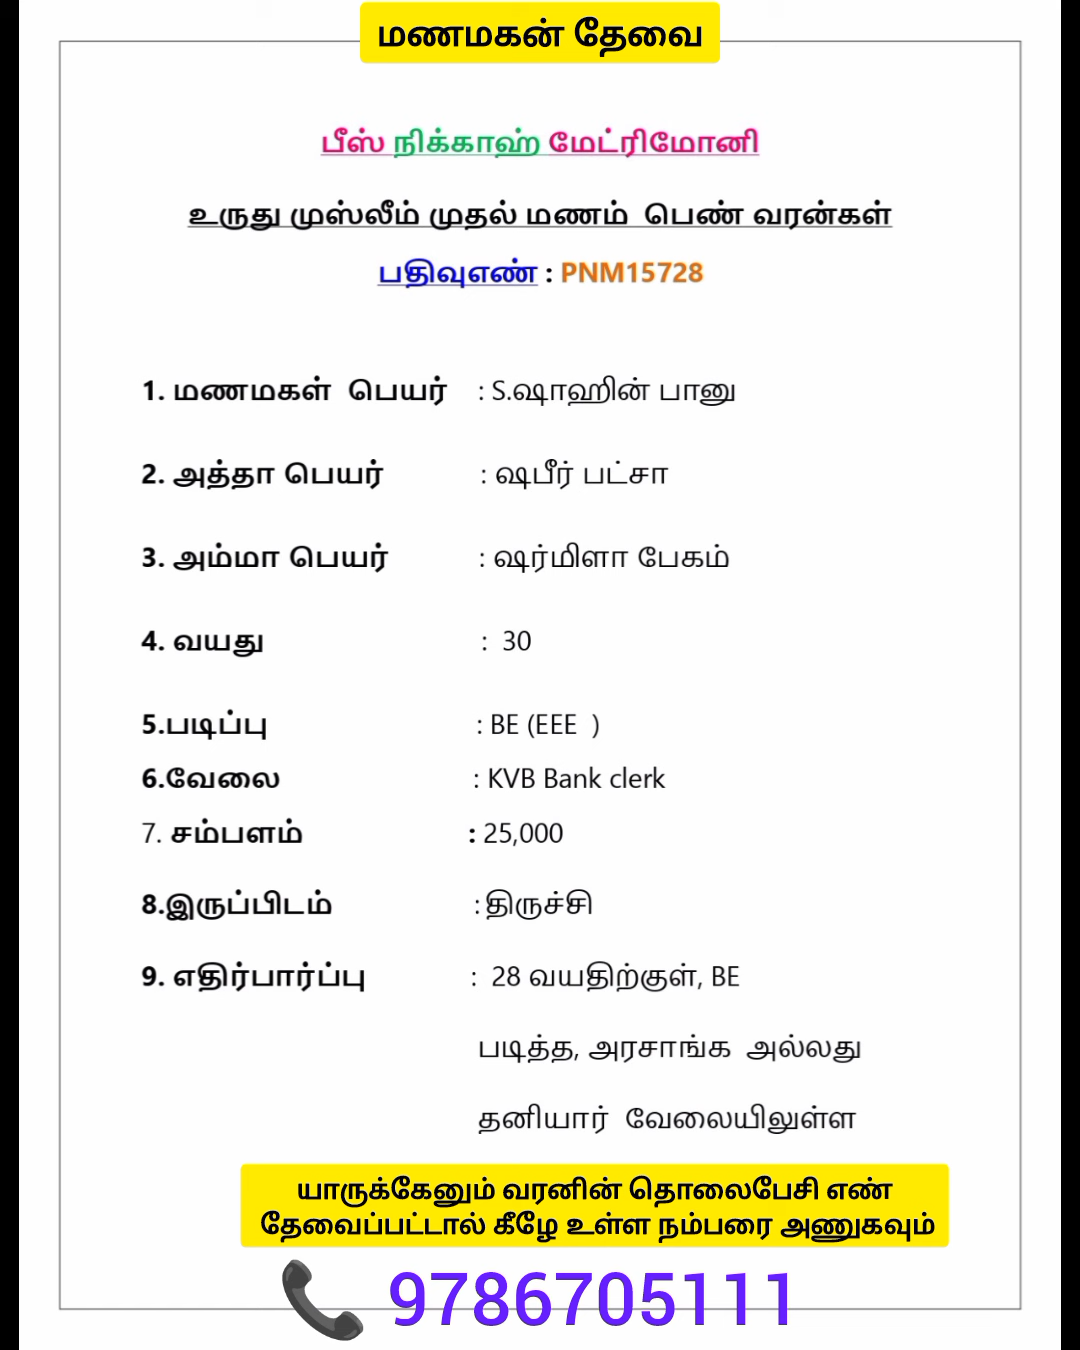 மணமகன் தேவை
பீஸ் நிக்காஹ் மேட்ரிமோனி
உருது முஸ்லீம் முதல் மணம் பெண் வரன்கள்
பதிவுஎண் : PNM15728
1. மணமகள் பெயர் : S.ஷாஹின் பானு
2. அத்தா பெயர் : ஷபீர் பட்சா
3. அம்மா பெயர் : ஷர்மிளா பேகம்
4. வயது : 30
5.படிப்பு : BE (EEE )
6.வேலை : KVB Bank clerk
7. சம்பளம் : 25,000
8.இருப்பிடம் : திருச்சி
9. எதிர்பார்ப்பு : 28 வயதிற்குள், BE
படித்த, அரசாங்க அல்லது
தனியார் வேலையிலுள்ள
யாருக்கேனும் வரனின் தொலைபேசி எண்
தேவைப்பட்டால் கீழே உள்ள நம்பரை அணுகவும்
9786705111